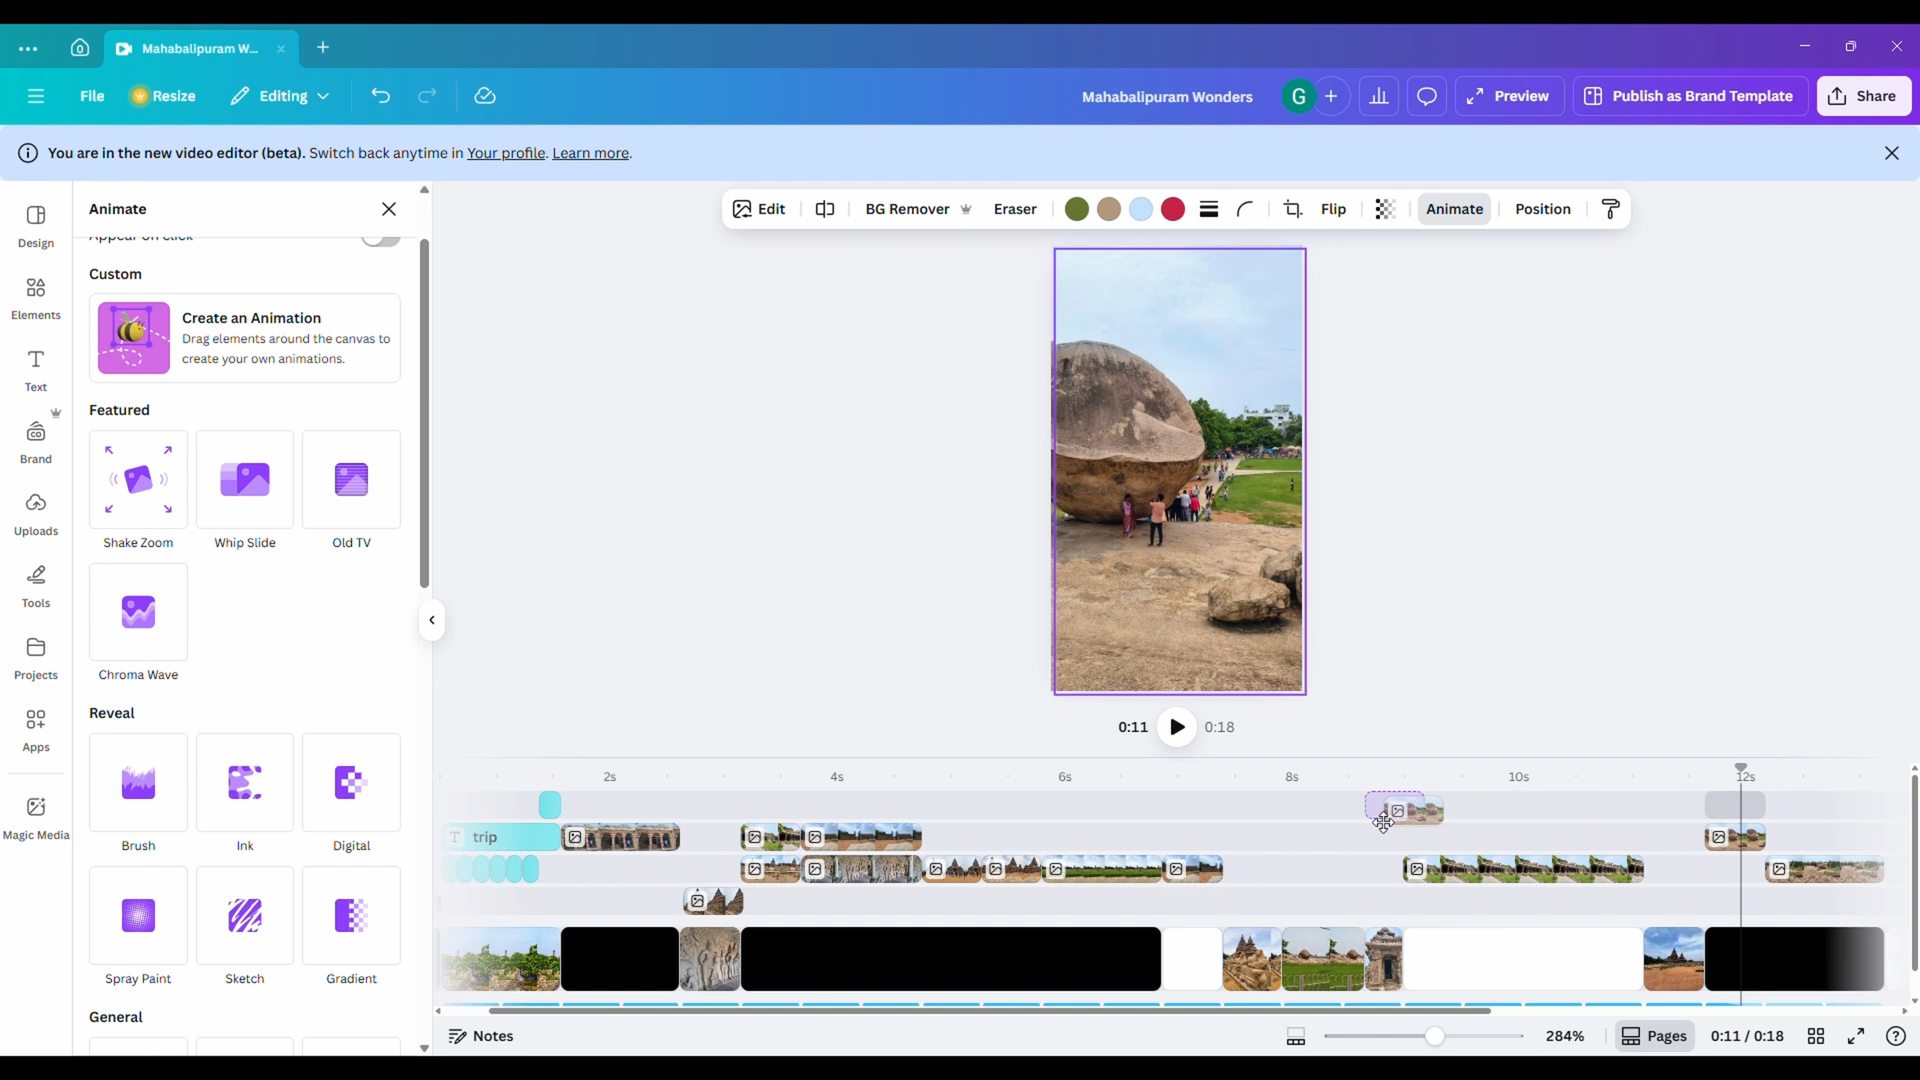 Mahabalipuram W...
File
Resize
Editing
Mahabalipuram Wonders
G
Preview
Publish as Brand Template
Share
You are in the new video editor (beta). Switch back anytime in Your profile. Learn more.
Design
Elements
Text
Brand
Uploads
Tools
Projects
Apps
Magic Media
Animate
Appear on click
Custom
Create an Animation
Drag elements around the canvas to
create your own animations.
Featured
Shake Zoom
Whip Slide
Old TV
Chroma Wave
Reveal
Brush
Ink
Digital
Spray Paint
Sketch
Gradient
General
Edit
BG Remover
Eraser
Flip
Animate
Position
0:11
0:18
2s
4s
6s
8s
10s
12s
T trip
Notes
284%
Pages
0:11 / 0:18